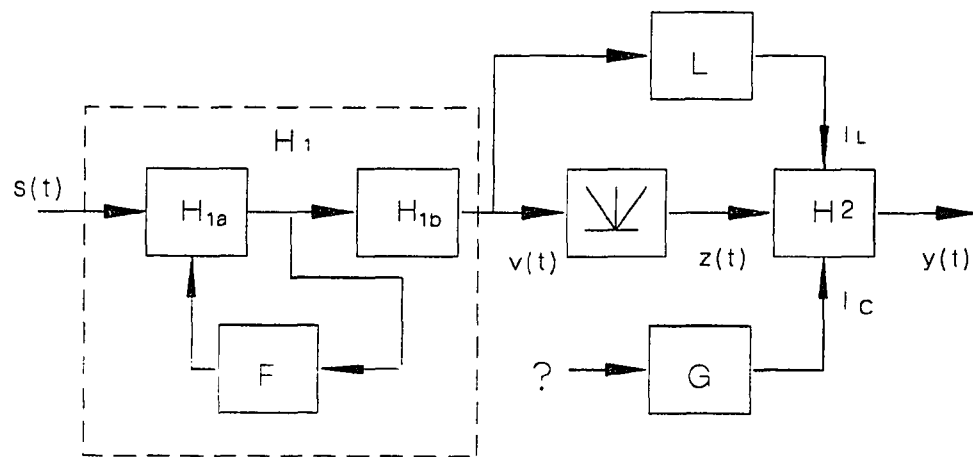 L
H1
IL
s(t)
H1a
H1b
H2
v(t)
z(t)
y(t)
IC
F
?
G